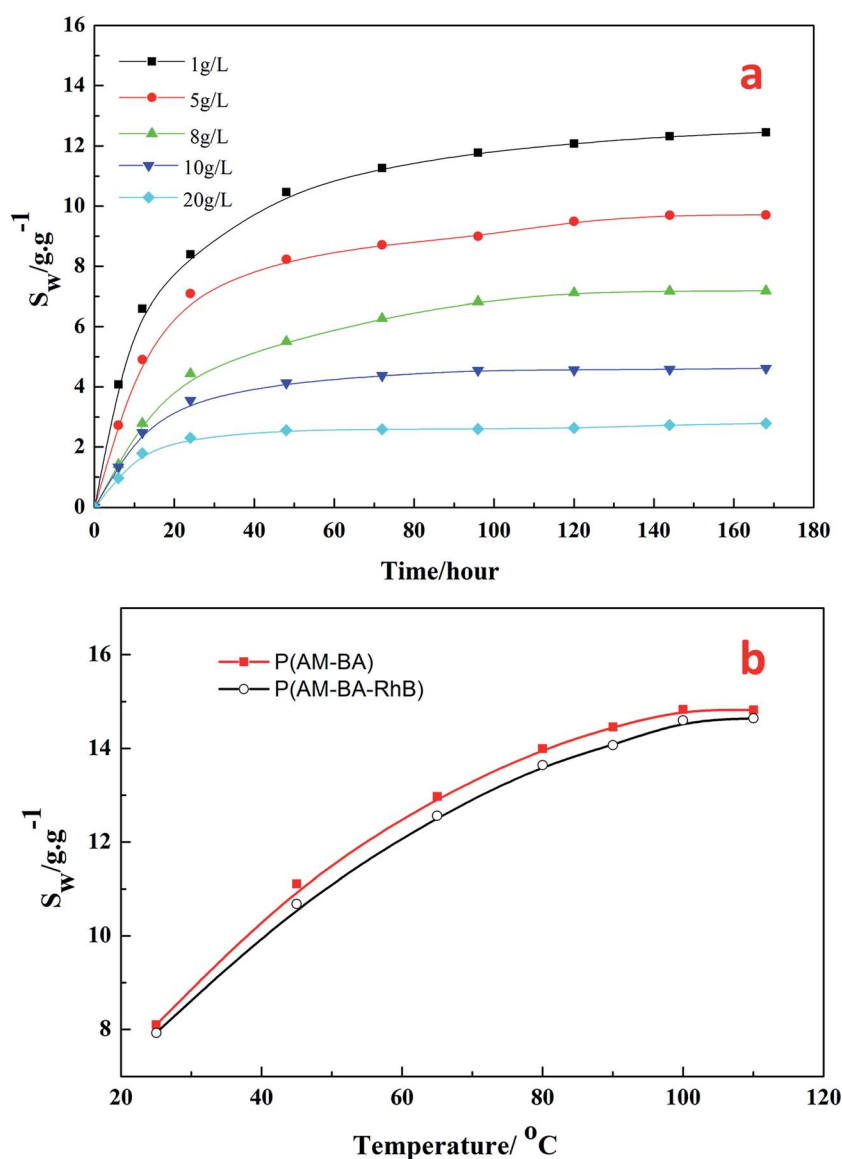 16
14
12
10
8
6
4
2
0
S_w/g.g^-1
1g/L
5g/L
8g/L
10g/L
20g/L
a
0 20 40 60 80 100 120 140 160 180
Time/hour
16
14
12
10
8
S_w/g.g^-1
P(AM-BA)
P(AM-BA-RhB)
b
20 40 60 80 100 120
Temperature/ °C